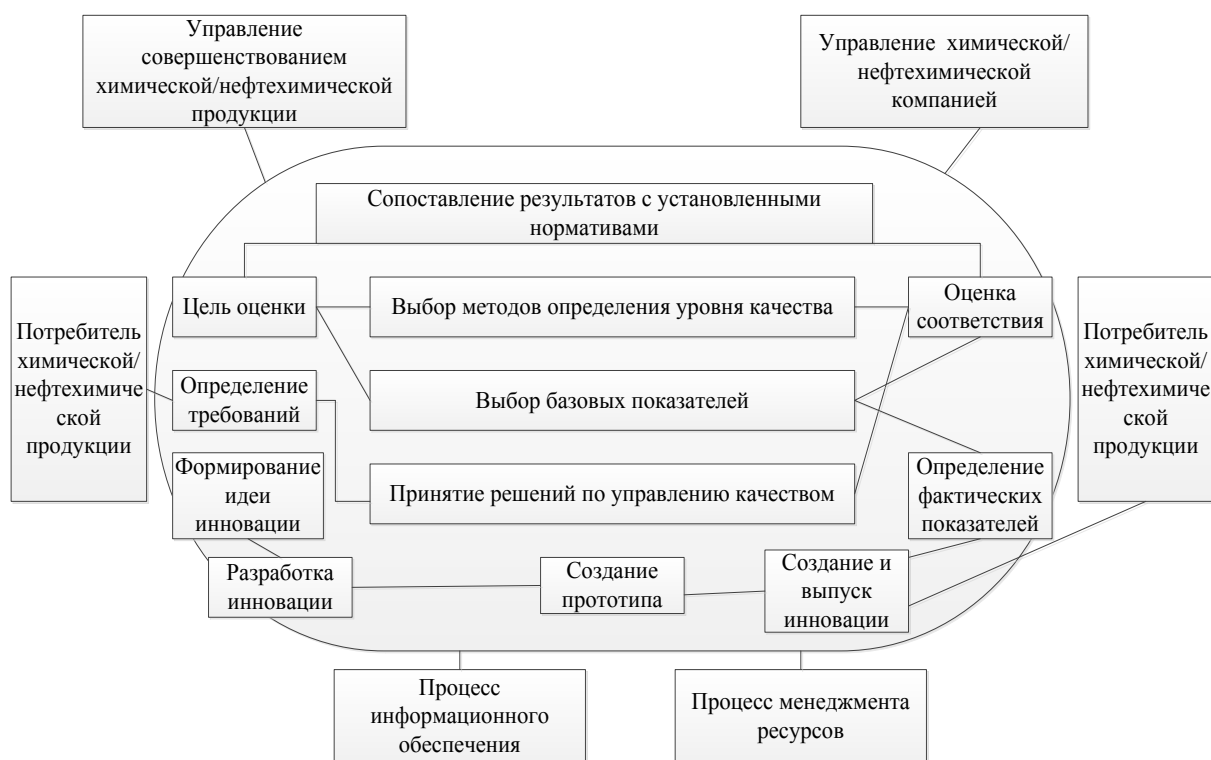 Управление
совершенствованием
химической/нефтехимической
продукции
Управление химической/
нефтехимической
компанией
Сопоставление результатов с установленными
нормативами
Потребитель
химической/
нефтехимиче
ской
продукции
Цель оценки
Выбор методов определения уровня качества
Оценка
соответствия
Потребитель
химической/
нефтехимиче
ской
продукции
Определение
требований
Выбор базовых показателей
Формирование
идеи
инновации
Принятие решений по управлению качеством
Определение
фактических
показателей
Разработка
инновации
Создание
прототипа
Создание и
выпуск
инновации
Процесс
информационного
обеспечения
Процесс менеджмента
ресурсов